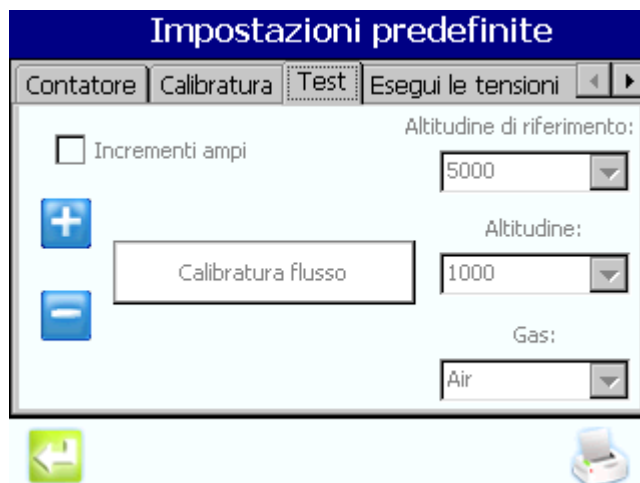 Impostazioni predefinite
Contatore Calibratura Test Esegui le tensioni
Incrementi ampi
Altitudine di riferimento:
5000
Altitudine:
Calibratura flusso
1000
Gas:
Air